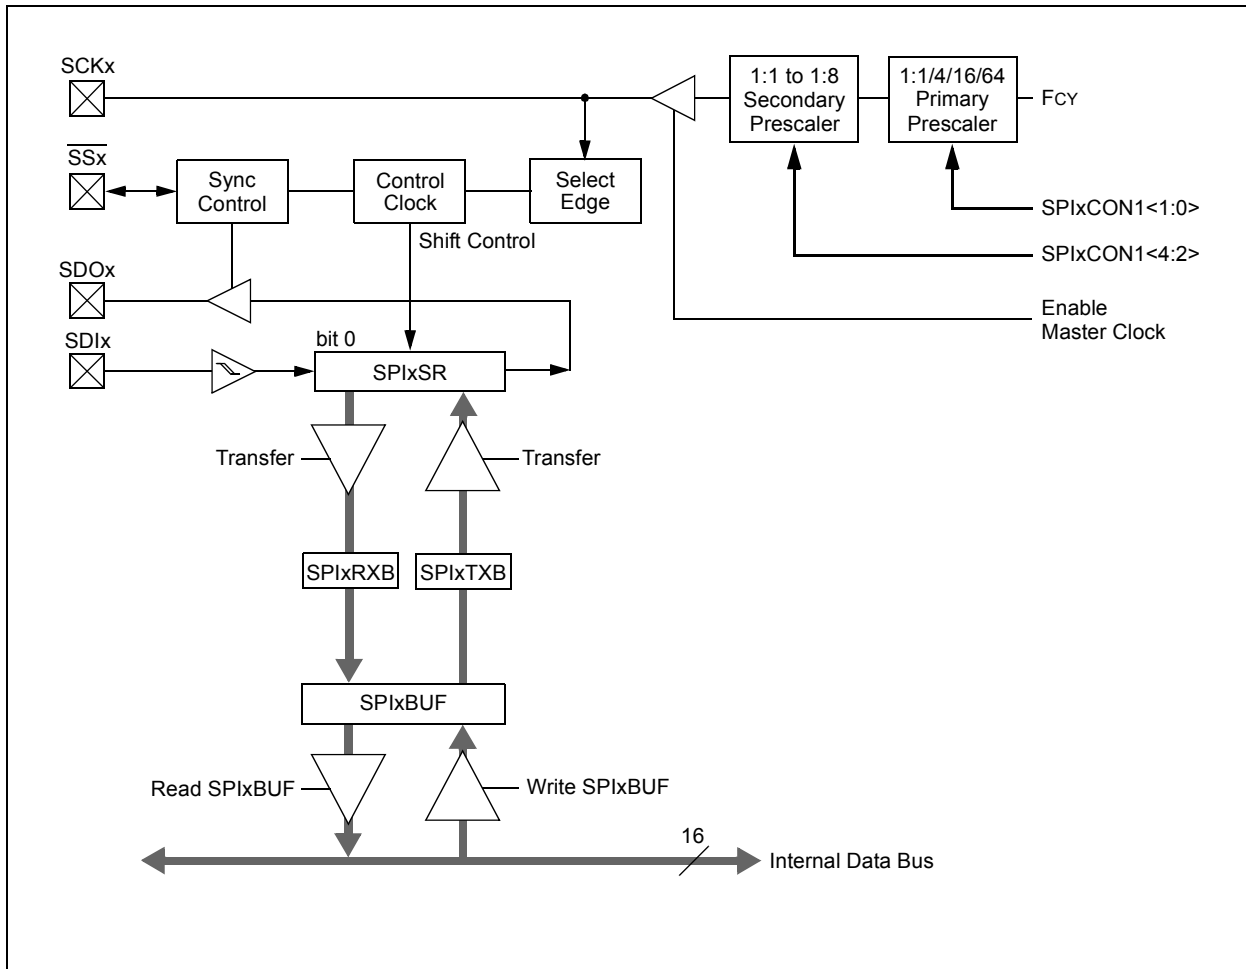 SCKx
1:1 to 1:8
Secondary
Prescaler
1:1/4/16/64
Primary
Prescaler
FCY
SSx
Sync
Control
Control
Clock
Select
Edge
SPIxCON1<1:0>
Shift Control
SPIxCON1<4:2>
SDOx
Enable
Master Clock
SDIx
bit 0
SPIxSR
Transfer
Transfer
SPIxRXB
SPIxTXB
SPIxBUF
Read SPIxBUF
Write SPIxBUF
16
Internal Data Bus